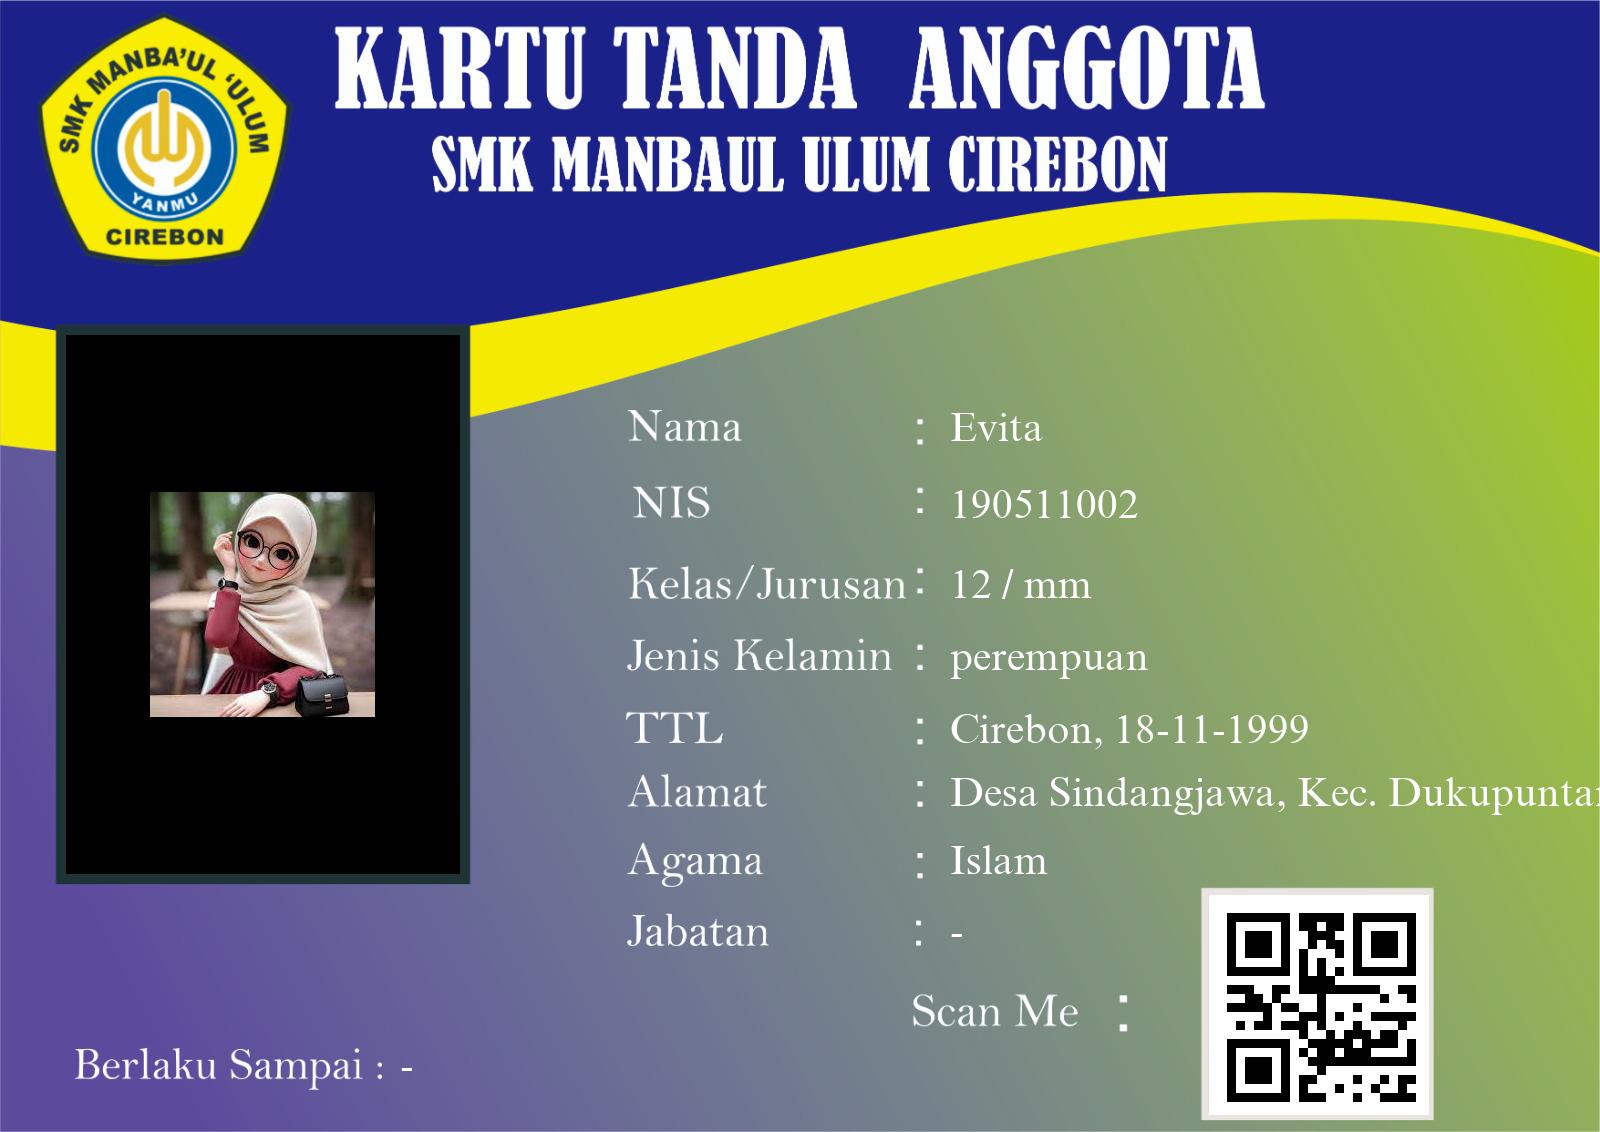 SMK MANBA'UL 'ULUM
YANMU
CIREBON
KARTU TANDA ANGGOTA
SMK MANBAUL ULUM CIREBON
Nama : Evita
NIS : 190511002
Kelas/Jurusan : 12 / mm
Jenis Kelamin : perempuan
TTL : Cirebon, 18-11-1999
Alamat : Desa Sindangjawa, Kec. Dukupuntan
Agama : Islam
Jabatan : -
Scan Me :
Berlaku Sampai : -